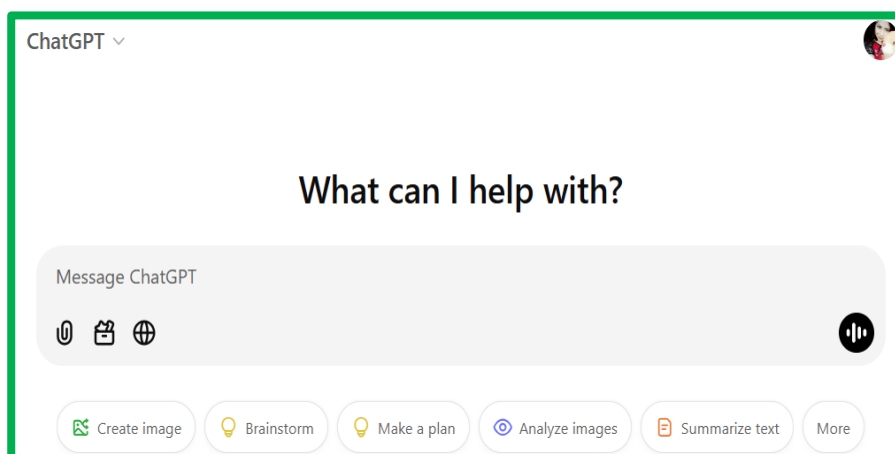 ChatGPT
What can I help with?
Message ChatGPT
Create image Brainstorm Make a plan Analyze images Summarize text More